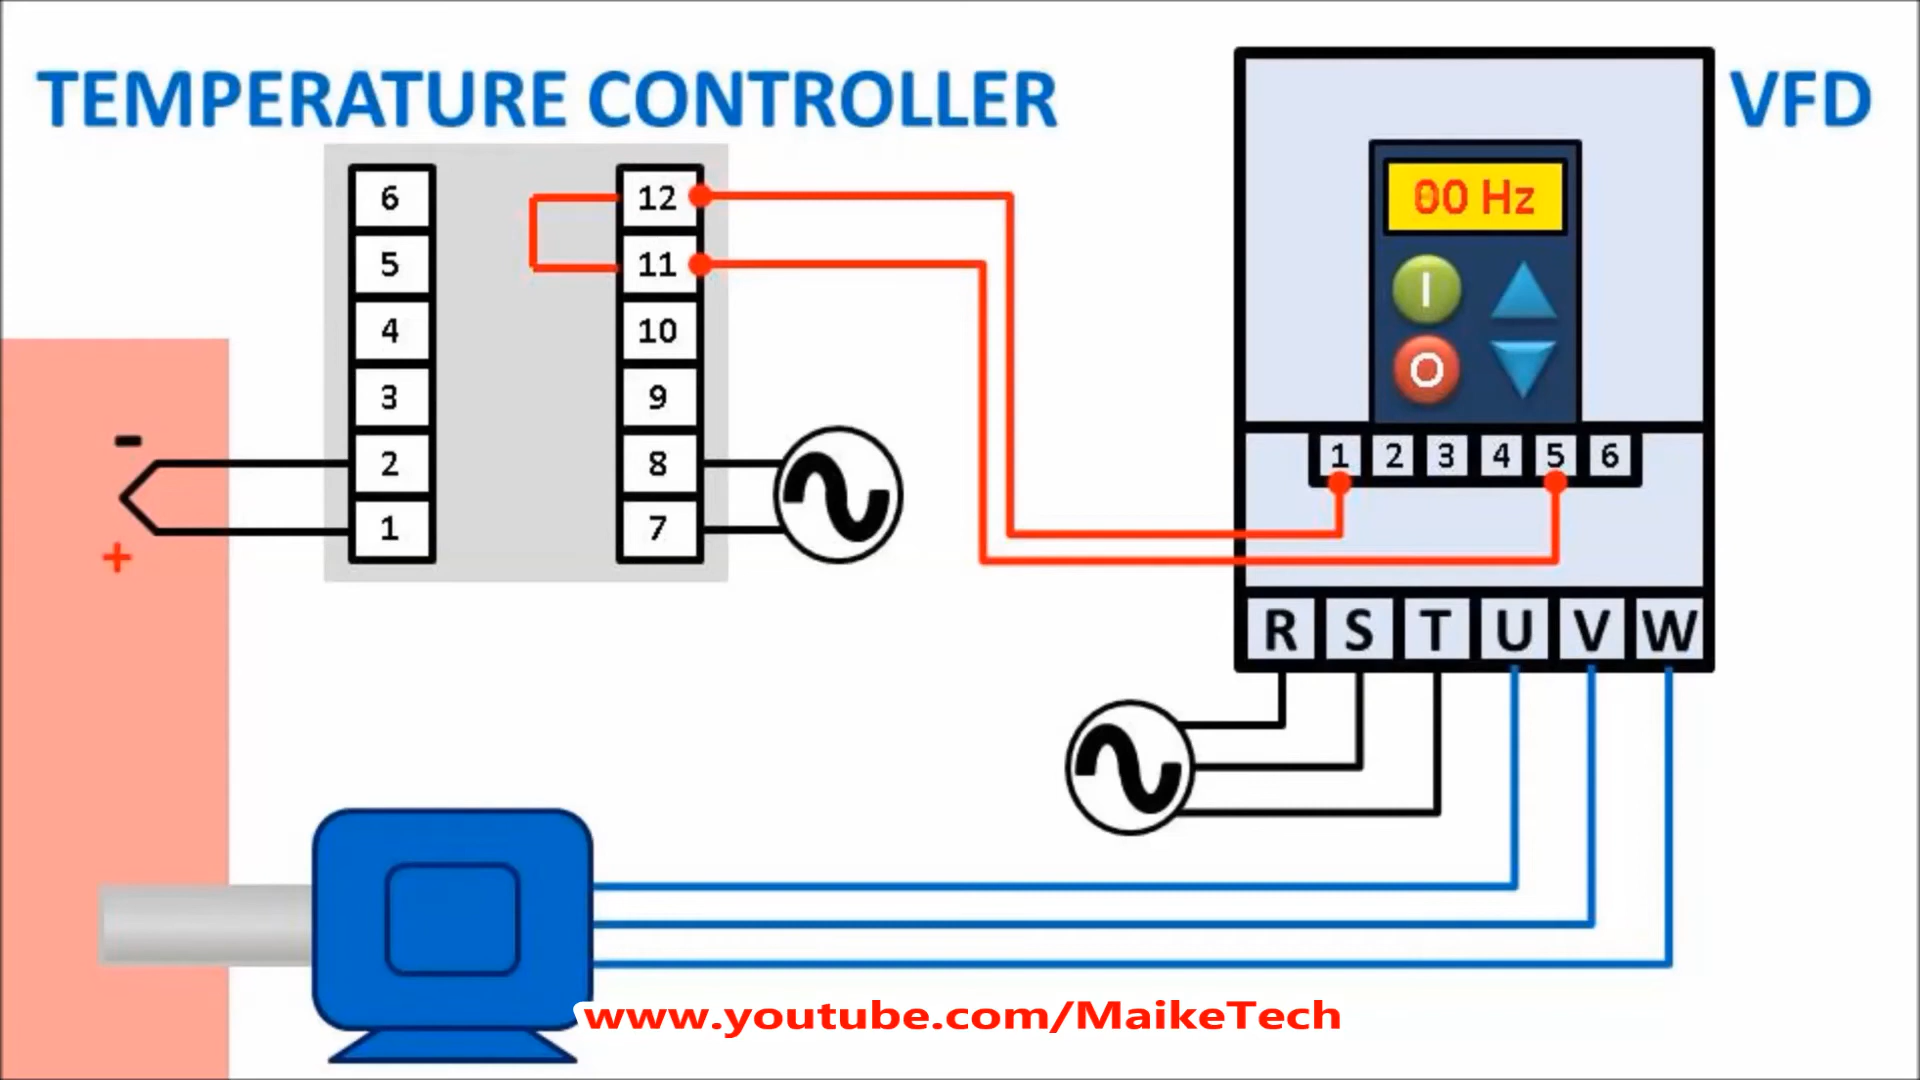 TEMPERATURE CONTROLLER
VFD
6
5
4
3
2
1
12
11
10
9
8
7
-
+
00 Hz
I
O
1 2 3 4 5 6
R S T U V W
www.youtube.com/MaikeTech